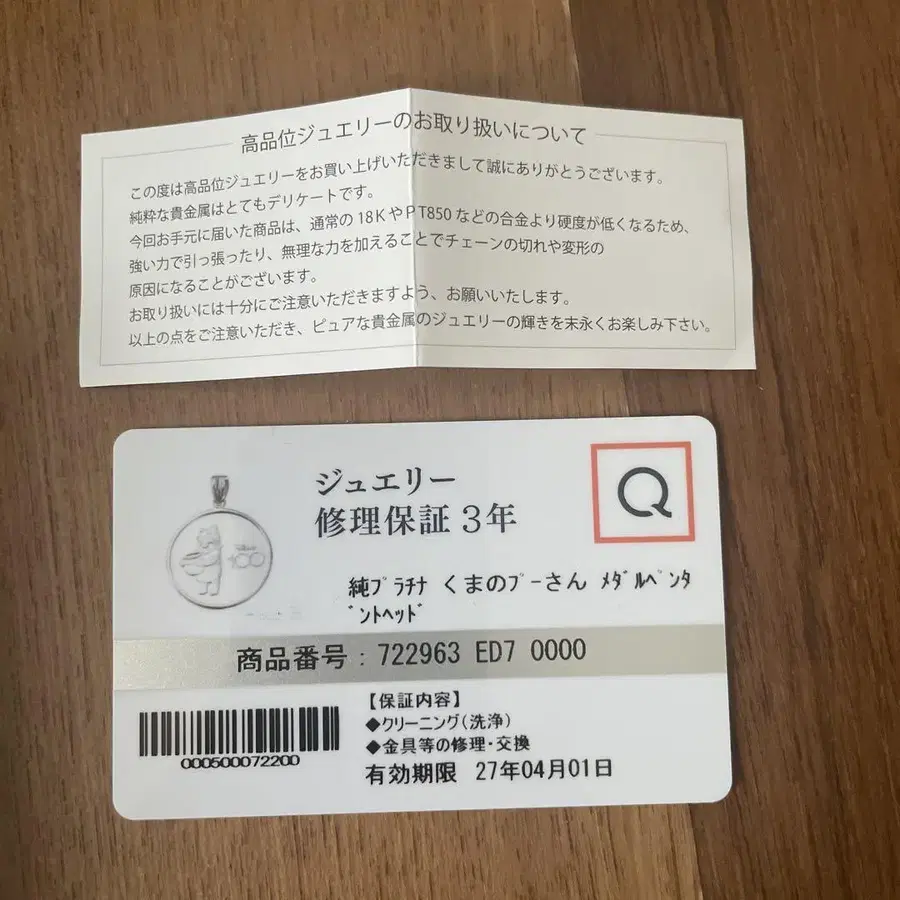 高品位ジュエリーのお取り扱いについて
この度は高品位ジュエリーをお買い上げいただきまして誠にありがとうございます。
純粋な貴金属はとてもデリケートです。
今回お手元に届いた商品は、通常の18KやPT850などの合金より硬度が低くなるため、
強い力で引っ張ったり、無理な力を加えることでチェーンの切れや変形の
原因になることがございます。
お取り扱いには十分にご注意いただきますよう、お願いいたします。
以上の点をご注意いただき、ピュアな貴金属のジュエリーの輝きを末永くお楽しみ下さい。
ジュエリー
修理保証3年
Q
100
純プラチナ くまのプーさん メダルペンタ
ﾞントヘッド
商品番号：722963 ED7 0000
【保証内容】
◆クリーニング(洗浄)
◆金具等の修理・交換
有効期限 27年04月01日
000500072200